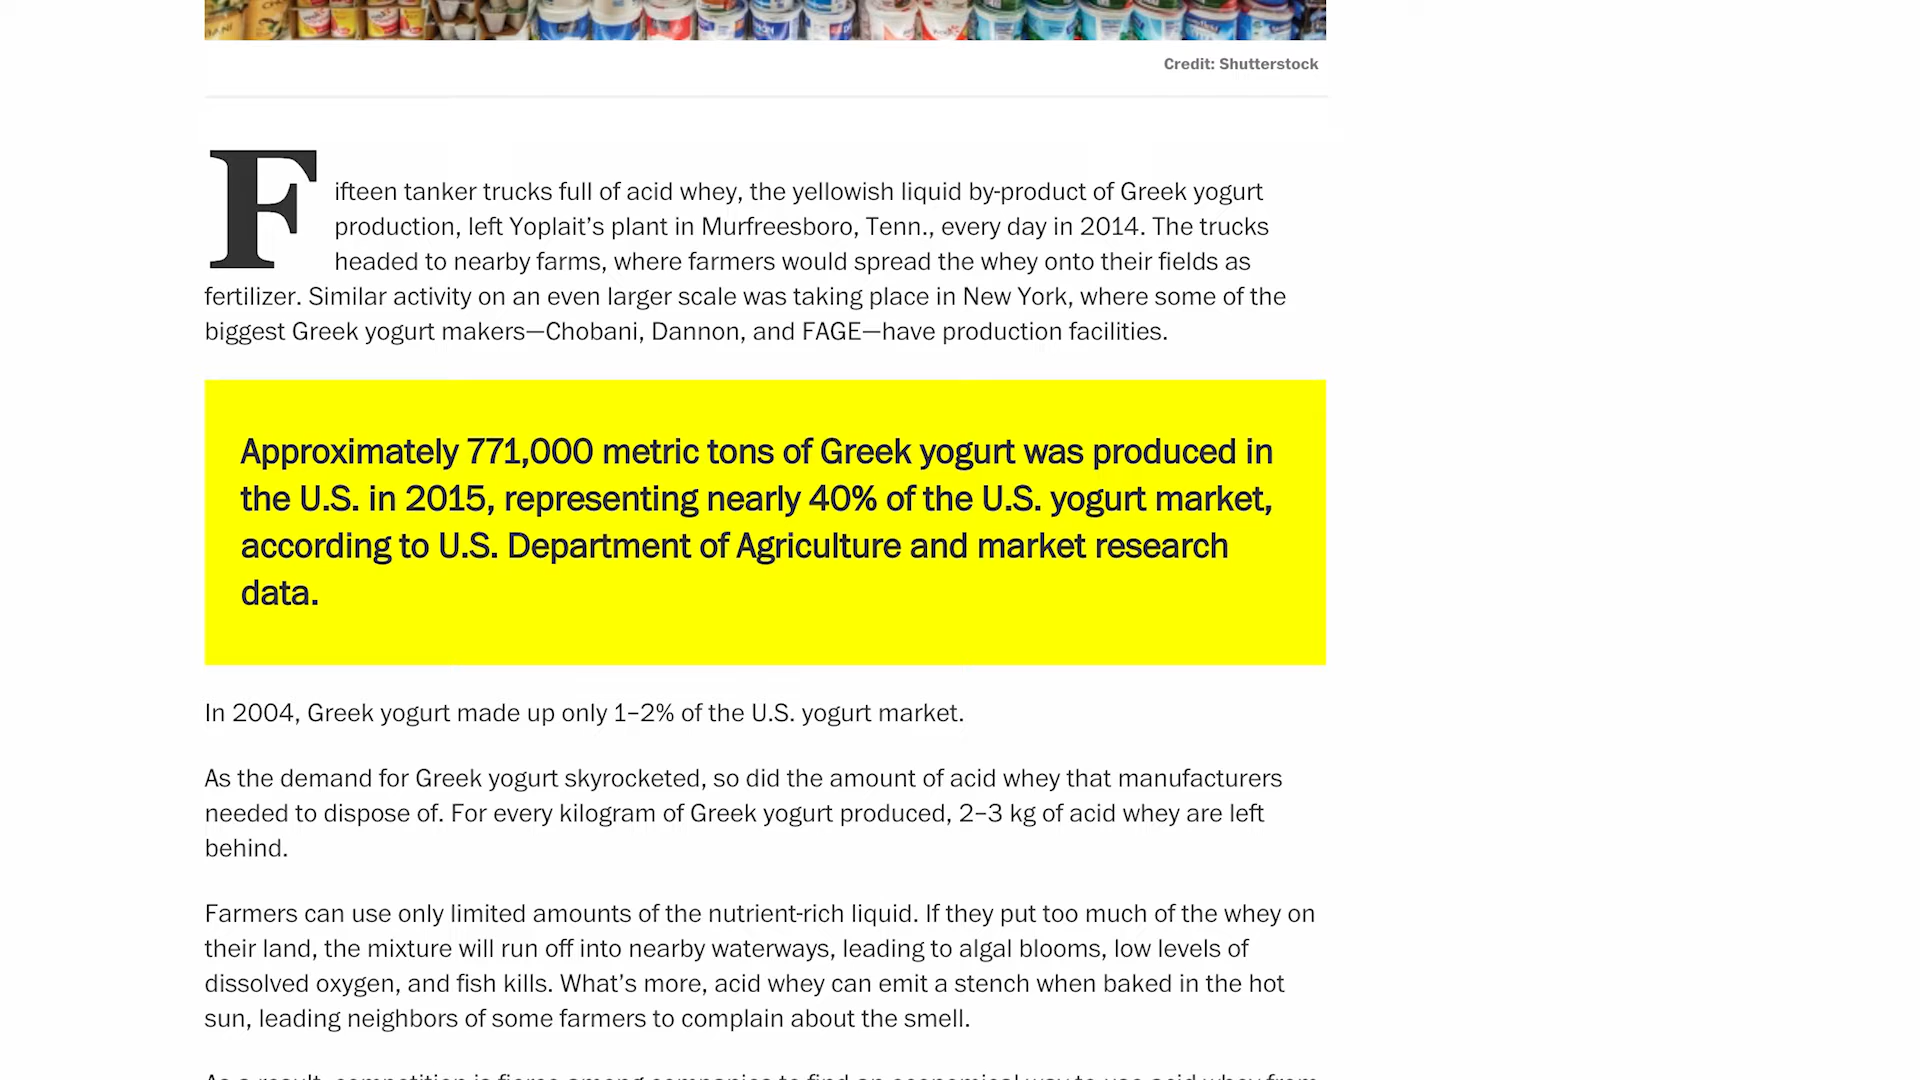 Credit: Shutterstock
Fifteen tanker trucks full of acid whey, the yellowish liquid by-product of Greek yogurt
production, left Yoplait’s plant in Murfreesboro, Tenn., every day in 2014. The trucks
headed to nearby farms, where farmers would spread the whey onto their fields as
fertilizer. Similar activity on an even larger scale was taking place in New York, where some of the
biggest Greek yogurt makers—Chobani, Dannon, and FAGE—have production facilities.
Approximately 771,000 metric tons of Greek yogurt was produced in
the U.S. in 2015, representing nearly 40% of the U.S. yogurt market,
according to U.S. Department of Agriculture and market research
data.
In 2004, Greek yogurt made up only 1–2% of the U.S. yogurt market.
As the demand for Greek yogurt skyrocketed, so did the amount of acid whey that manufacturers
needed to dispose of. For every kilogram of Greek yogurt produced, 2–3 kg of acid whey are left
behind.
Farmers can use only limited amounts of the nutrient-rich liquid. If they put too much of the whey on
their land, the mixture will run off into nearby waterways, leading to algal blooms, low levels of
dissolved oxygen, and fish kills. What’s more, acid whey can emit a stench when baked in the hot
sun, leading neighbors of some farmers to complain about the smell.